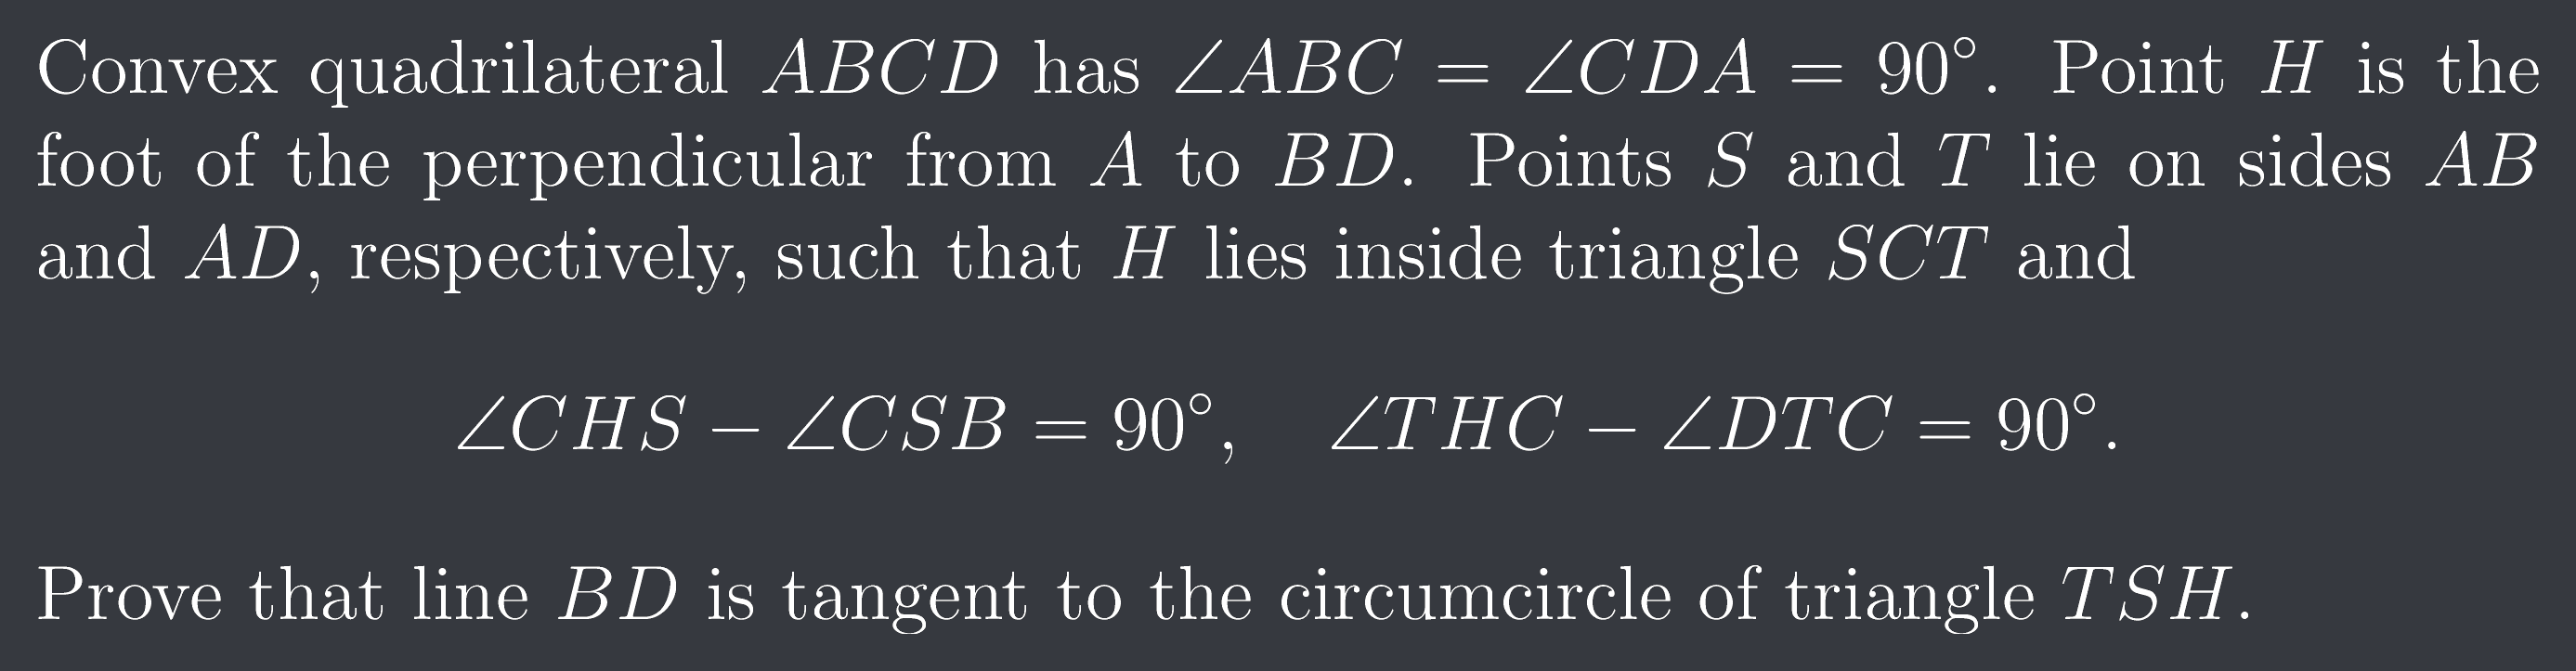 Convex quadrilateral ABCD has ∠ABC = ∠CDA = 90°. Point H is the
foot of the perpendicular from A to BD. Points S and T lie on sides AB
and AD, respectively, such that H lies inside triangle SCT and
∠CHS − ∠CSB = 90°, ∠THC − ∠DTC = 90°.
Prove that line BD is tangent to the circumcircle of triangle TSH.